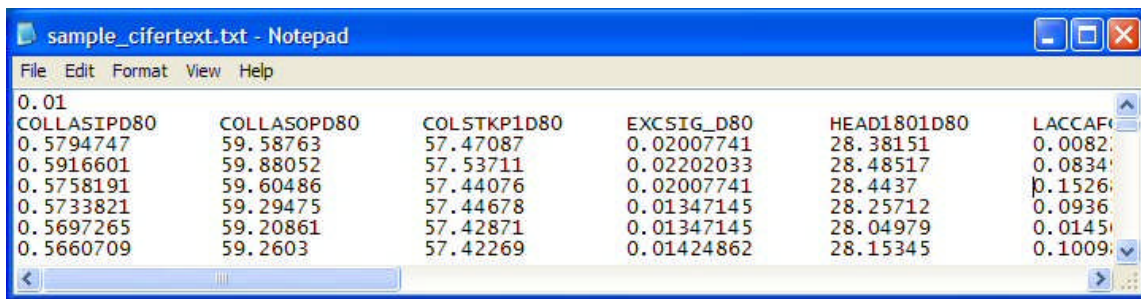 sample_cifertext.txt - Notepad
File Edit Format View Help
0.01
COLLASIPD80 COLLASOPD80 COLSTKP1D80 EXCSIG_D80 HEAD1801D80
0.5794747 59.58763 57.47087 0.02007741 28.38151
0.5916601 59.88052 57.53711 0.02202033 28.48517
0.5758191 59.60486 57.44076 0.02007741 28.4437
0.5733821 59.29475 57.44678 0.01347145 28.25712
0.5697265 59.20861 57.42871 0.01347145 28.04979
0.5660709 59.2603 57.42269 0.01424862 28.15345